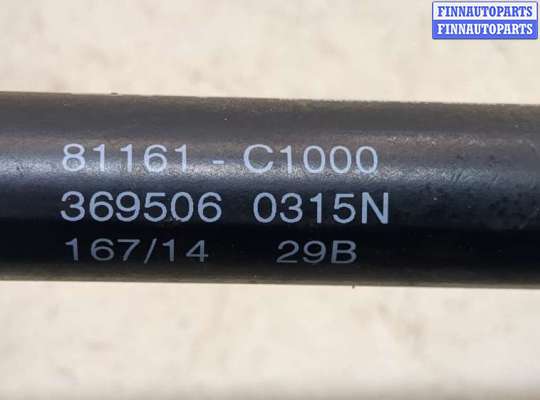 FINNAUTOPARTS
FINNAUTOPARTS
81161 - C1000
369506 0315N
167/14 29B